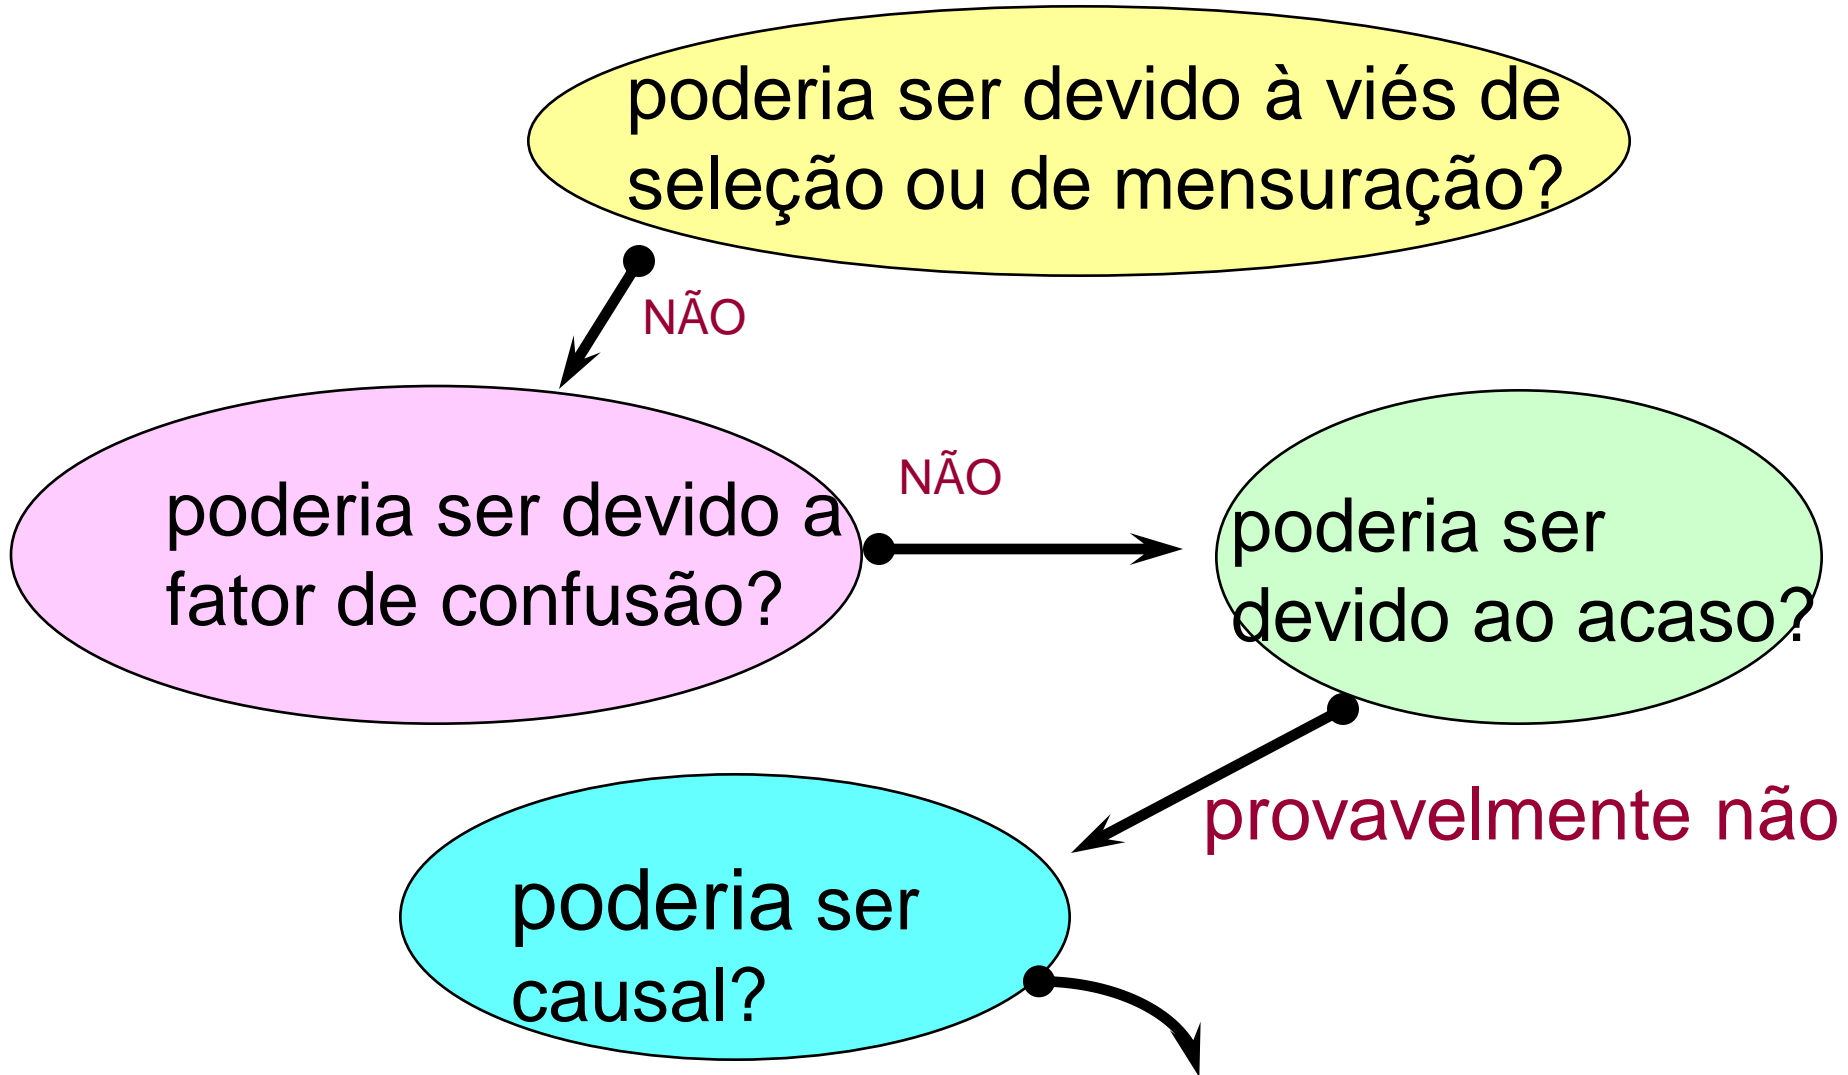 poderia ser devido à viés de
seleção ou de mensuração?
NÃO
poderia ser devido a
fator de confusão?
NÃO
poderia ser
devido ao acaso?
provavelmente não
poderia ser
causal?